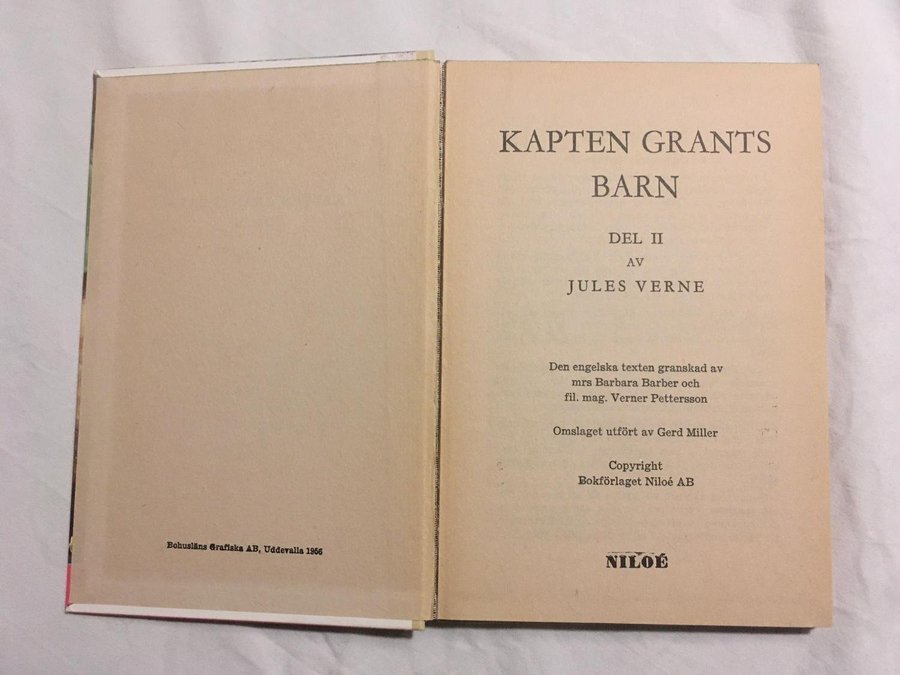 Bohusläns Grafiska AB, Uddevalla 1956
KAPTEN GRANTS
BARN
DEL II
AV
JULES VERNE
Den engelska texten granskad av
mrs Barbara Barber och
fil. mag. Verner Pettersson
Omslaget utfört av Gerd Miller
Copyright
Bokförlaget Niloé AB
NILOÉ